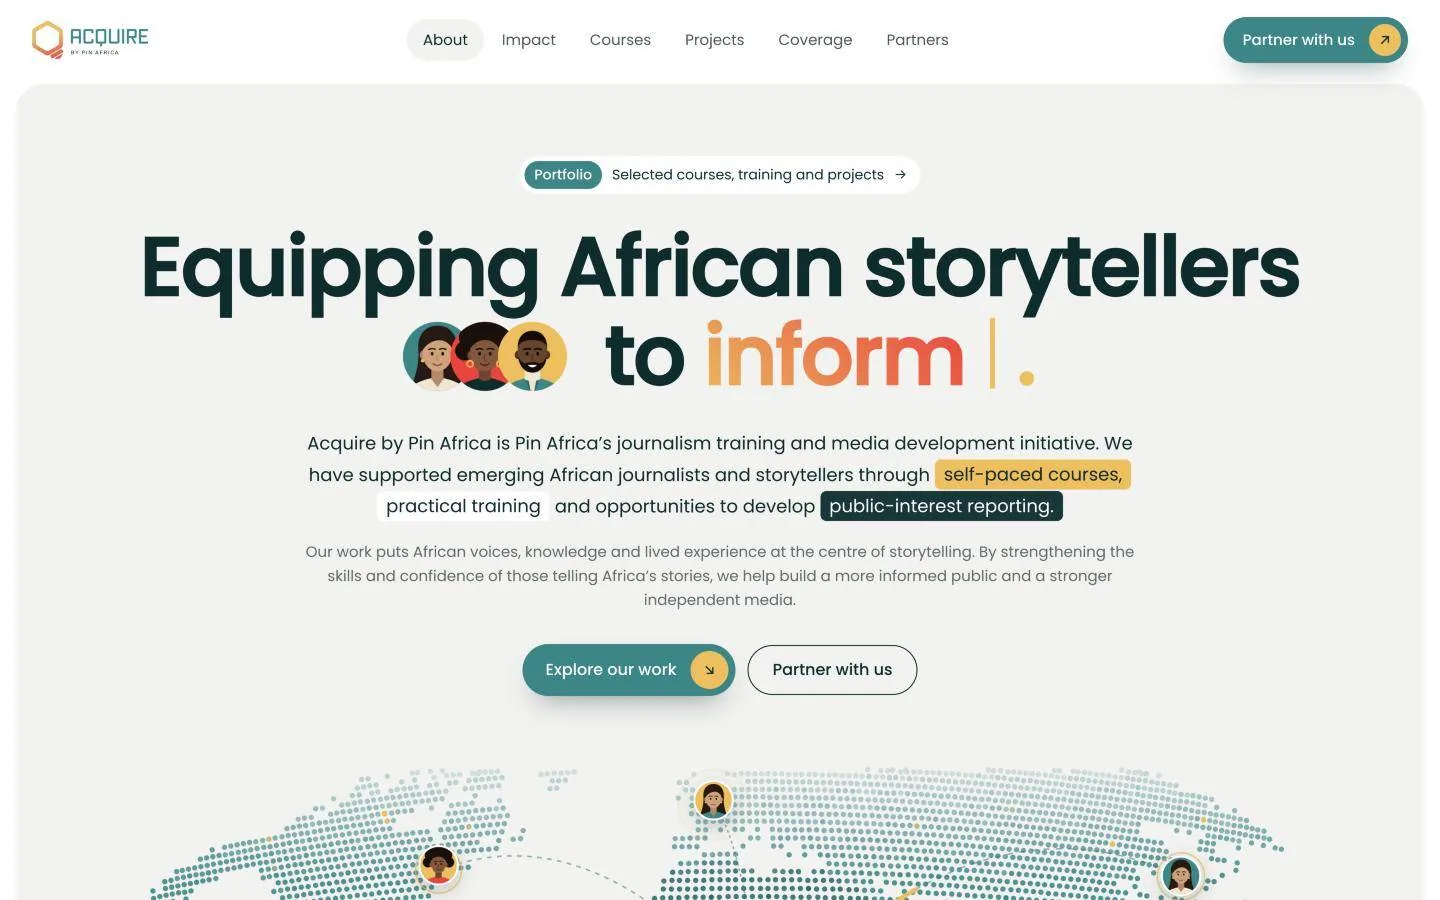 ACQUIRE
BY PIN AFRICA
About
Impact
Courses
Projects
Coverage
Partners
Partner with us
Portfolio
Selected courses, training and projects →
Equipping African storytellers
to inform | .
Acquire by Pin Africa is Pin Africa’s journalism training and media development initiative. We
have supported emerging African journalists and storytellers through self-paced courses,
practical training and opportunities to develop public-interest reporting.
Our work puts African voices, knowledge and lived experience at the centre of storytelling. By strengthening the
skills and confidence of those telling Africa’s stories, we help build a more informed public and a stronger
independent media.
Explore our work
Partner with us